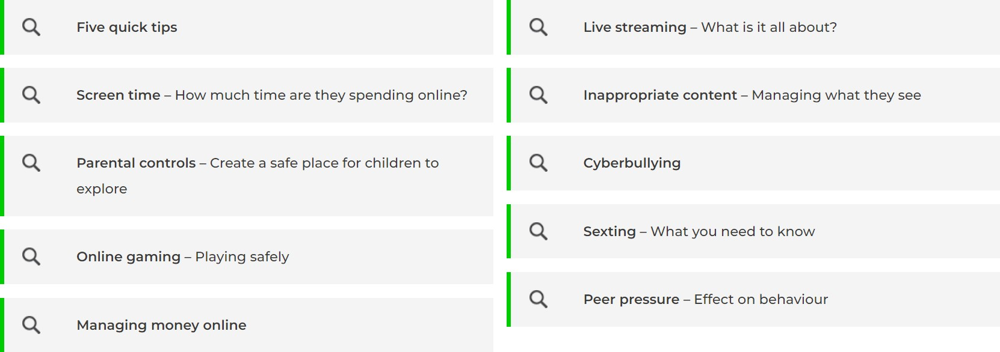 Five quick tips
Screen time – How much time are they spending online?
Parental controls – Create a safe place for children to
explore
Online gaming – Playing safely
Managing money online
Live streaming – What is it all about?
Inappropriate content – Managing what they see
Cyberbullying
Sexting – What you need to know
Peer pressure – Effect on behaviour